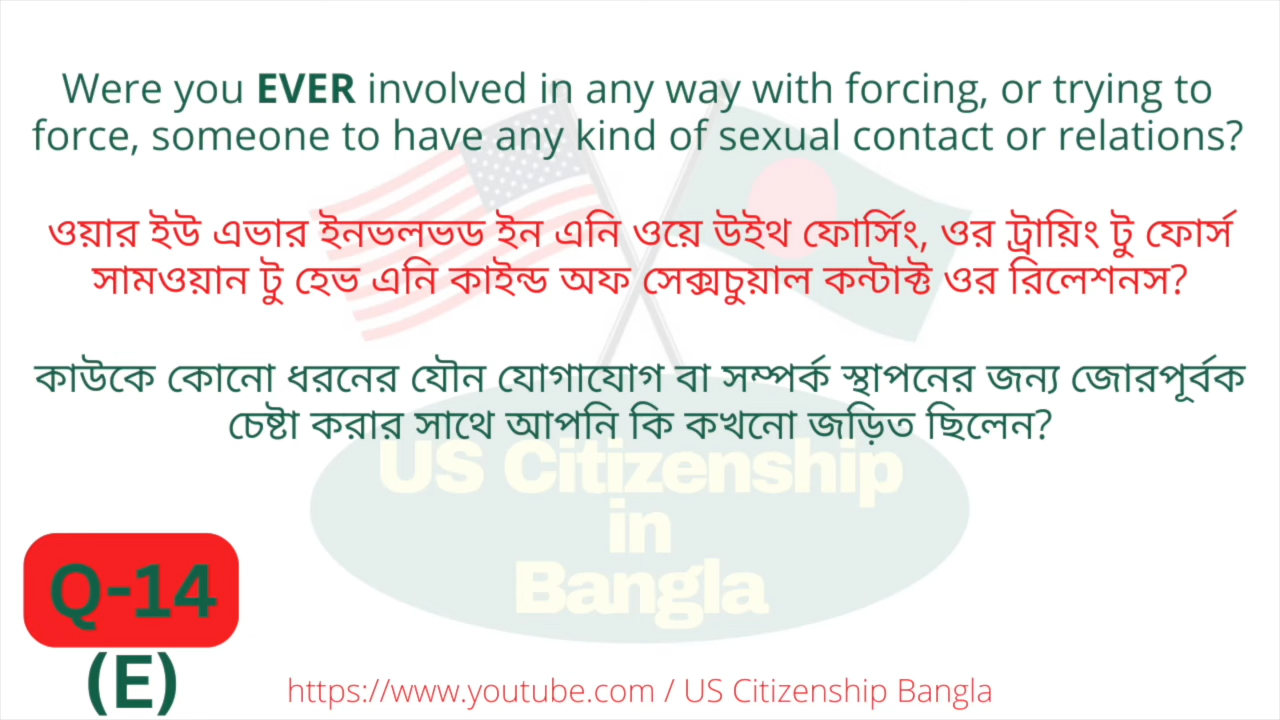 Were you EVER involved in any way with forcing, or trying to
force, someone to have any kind of sexual contact or relations?
ওয়ার ইউ এভার ইনভলভড ইন এনি ওয়ে উইথ ফোর্সিং, ওর ট্রায়িং টু ফোর্স
সামওয়ান টু হেভ এনি কাইন্ড অফ সেক্সচুয়াল কন্টাক্ট ওর রিলেশনস?
কাউকে কোনো ধরনের যৌন যোগাযোগ বা সম্পর্ক স্থাপনের জন্য জোরপূর্বক
চেষ্টা করার সাথে আপনি কি কখনো জড়িত ছিলেন?
US Citizenship
in
Bangla
Q-14
(E)
https://www.youtube.com / US Citizenship Bangla